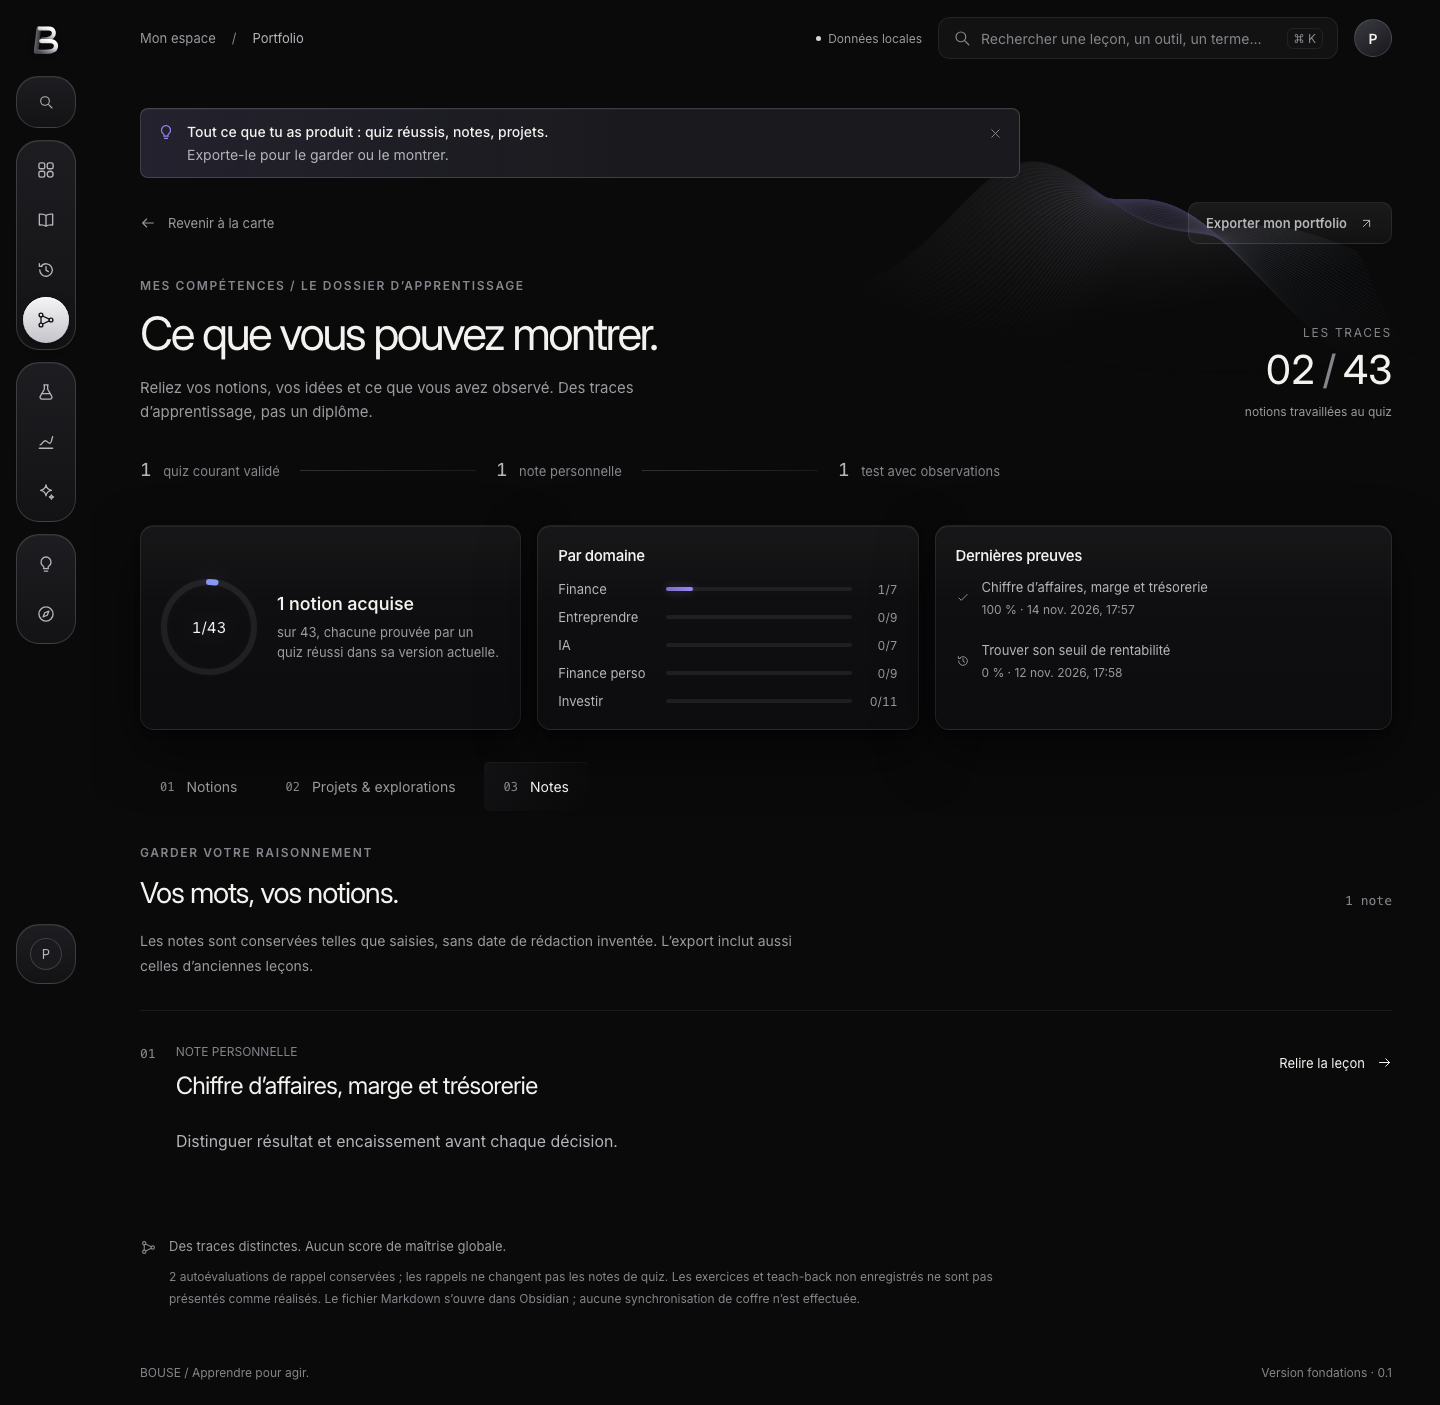 B
Mon espace / Portfolio
Données locales
Rechercher une leçon, un outil, un terme...
⌘ K
P
Tout ce que tu as produit : quiz réussis, notes, projets.
Exporte-le pour le garder ou le montrer.
Revenir à la carte
Exporter mon portfolio
MES COMPÉTENCES / LE DOSSIER D’APPRENTISSAGE
Ce que vous pouvez montrer.
Reliez vos notions, vos idées et ce que vous avez observé. Des traces
d’apprentissage, pas un diplôme.
LES TRACES
02 / 43
notions travaillées au quiz
1 quiz courant validé
1 note personnelle
1 test avec observations
1/43
1 notion acquise
sur 43, chacune prouvée par un
quiz réussi dans sa version actuelle.
Par domaine
Finance 1/7
Entreprendre 0/9
IA 0/7
Finance perso 0/9
Investir 0/11
Dernières preuves
Chiffre d’affaires, marge et trésorerie
100 % · 14 nov. 2026, 17:57
Trouver son seuil de rentabilité
0 % · 12 nov. 2026, 17:58
01 Notions
02 Projets & explorations
03 Notes
GARDER VOTRE RAISONNEMENT
Vos mots, vos notions.
1 note
Les notes sont conservées telles que saisies, sans date de rédaction inventée. L’export inclut aussi
celles d’anciennes leçons.
P
01 NOTE PERSONNELLE
Chiffre d’affaires, marge et trésorerie
Relire la leçon
Distinguer résultat et encaissement avant chaque décision.
Des traces distinctes. Aucun score de maîtrise globale.
2 autoévaluations de rappel conservées ; les rappels ne changent pas les notes de quiz. Les exercices et teach-back non enregistrés ne sont pas
présentés comme réalisés. Le fichier Markdown s’ouvre dans Obsidian ; aucune synchronisation de coffre n’est effectuée.
BOUSE / Apprendre pour agir.
Version fondations · 0.1